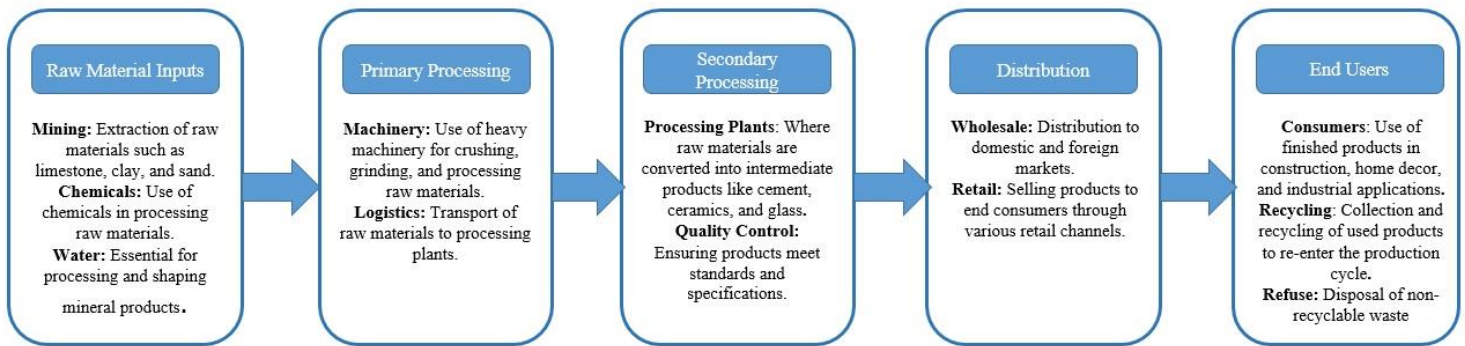 Raw Material Inputs
Mining: Extraction of raw
materials such as
limestone, clay, and sand.
Chemicals: Use of
chemicals in processing
raw materials.
Water: Essential for
processing and shaping
mineral products.
Primary Processing
Machinery: Use of heavy
machinery for crushing,
grinding, and processing
raw materials.
Logistics: Transport of
raw materials to processing
plants.
Secondary
Processing
Processing Plants: Where
raw materials are
converted into intermediate
products like cement,
ceramics, and glass.
Quality Control:
Ensuring products meet
standards and
specifications.
Distribution
Wholesale: Distribution to
domestic and foreign
markets.
Retail: Selling products to
end consumers through
various retail channels.
End Users
Consumers: Use of
finished products in
construction, home decor,
and industrial applications.
Recycling: Collection and
recycling of used products
to re-enter the production
cycle.
Refuse: Disposal of non-
recyclable waste